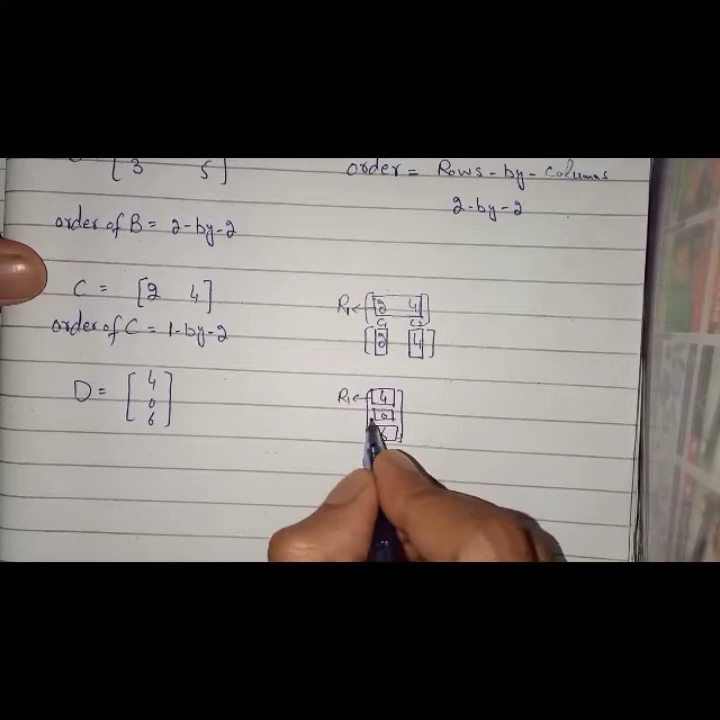 [3 5]
order = Rows-by-columns
2-by-2
order of B = 2-by-2
C = [2 4]
R1← [2 4]
C1 C2
order of C = 1-by-2
[2 4]
D = [4
0
6]
R1← [4
0
6]